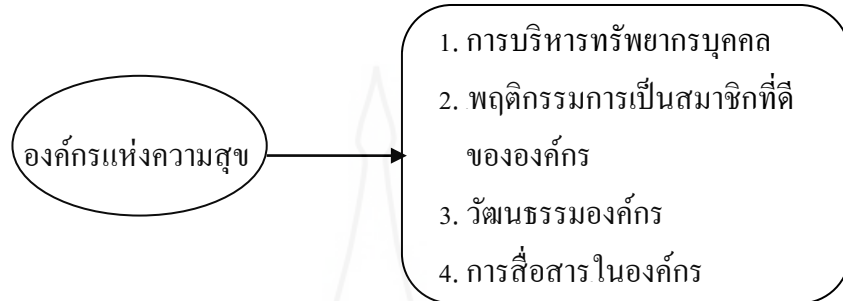 องค์กรแห่งความสุข
1. การบริหารทรัพยากรบุคคล
2. พฤติกรรมการเป็นสมาชิกที่ดี
ขององค์กร
3. วัฒนธรรมองค์กร
4. การสื่อสารในองค์กร